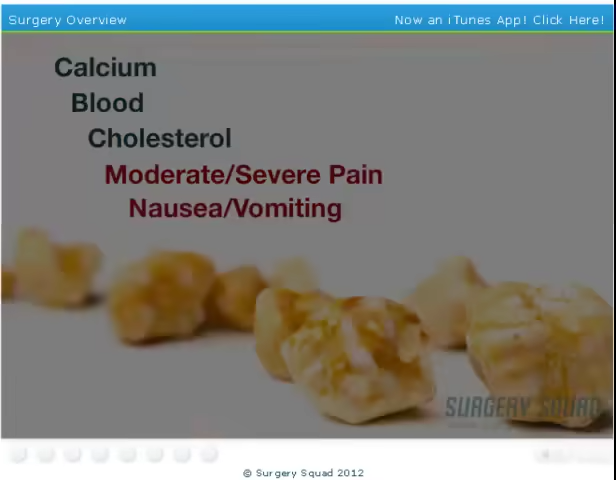 Surgery Overview
Now an iTunes App! Click Here!
Calcium
Blood
Cholesterol
Moderate/Severe Pain
Nausea/Vomiting
SURGERY SQUAD
© Surgery Squad 2012